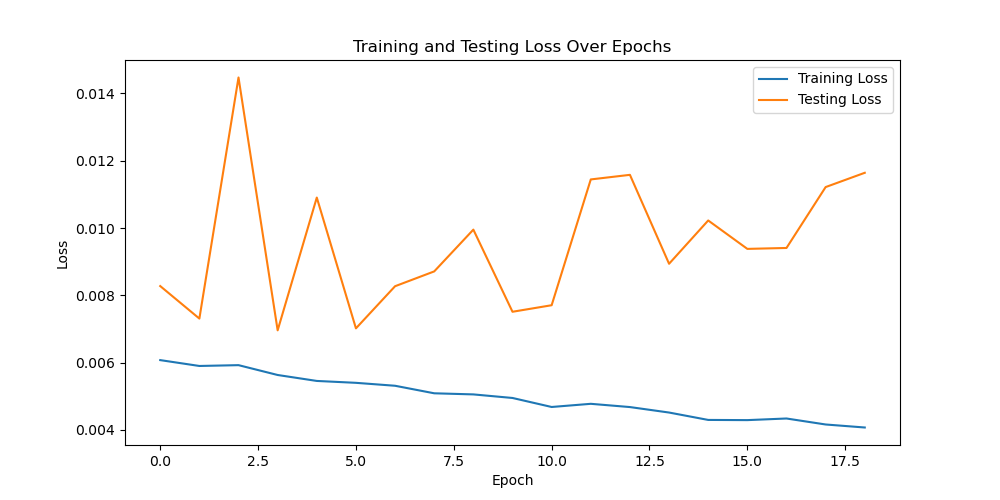 Training and Testing Loss Over Epochs
Training Loss
Testing Loss
0.014
0.012
0.010
0.008
0.006
0.004
Loss
0.0 2.5 5.0 7.5 10.0 12.5 15.0 17.5
Epoch